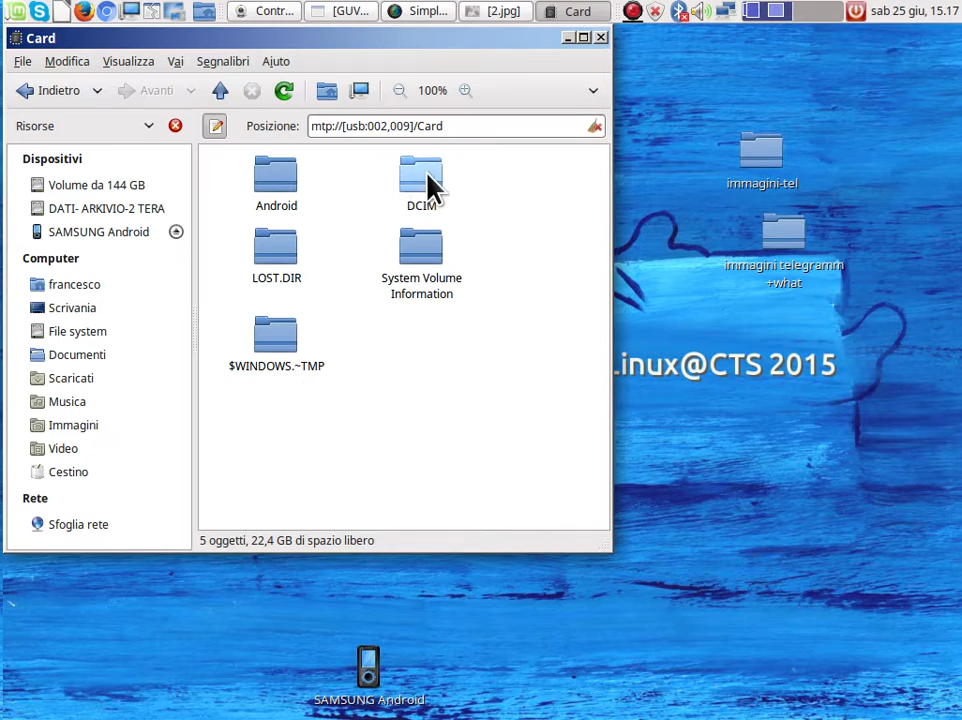 Contr...
[GUV...
Simpl...
[2.jpg]
Card
sab 25 giu, 15.17
Card
File Modifica Visualizza Vai Segnalibri Aiuto
Indietro Avanti 100%
Risorse
Posizione: mtp://[usb:002,009]/Card
Dispositivi
Volume da 144 GB
DATI- ARKIVIO-2 TERA
SAMSUNG Android
Computer
francesco
Scrivania
File system
Documenti
Scaricati
Musica
Immagini
Video
Cestino
Rete
Sfoglia rete
Android
DCIM
LOST.DIR
System Volume
Information
$WINDOWS.~TMP
5 oggetti, 22,4 GB di spazio libero
immagini-tel
immagini telegramm
+what
Linux@CTS 2015
SAMSUNG Android